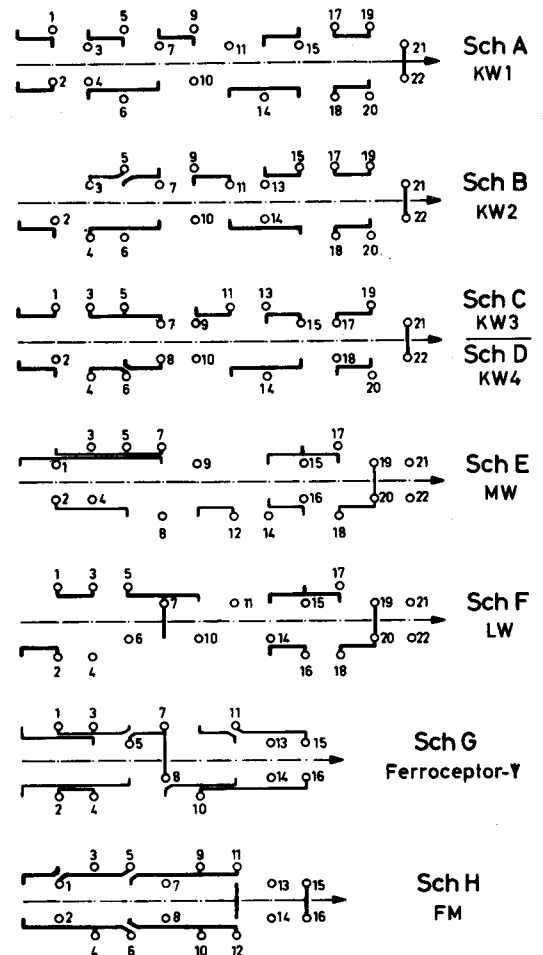 1 5 9 17 19
3 7 11 15 21
Sch A
KW1
2 4 10 22
6 14 18 20
5 9 15 17 19
3 7 11 13 21
Sch B
KW2
2 10 14 22
4 6 18 20
1 3 5 11 13 19
7 9 15 17 21
Sch C
KW3
Sch D
KW4
2 8 10 18 22
4 6 14 20
3 5 7 17
1 9 15 19 21
Sch E
MW
2 4 16 20 22
8 12 14 18
1 3 5 17
7 11 15 19 21
Sch F
LW
6 10 14 20 22
2 4 16 18
1 3 7 11
5 13 15
Sch G
Ferroceptor-Y
8 14 16
2 4 10
3 5 9 11
1 7 13 15
Sch H
FM
2 8 14 16
4 6 10 12